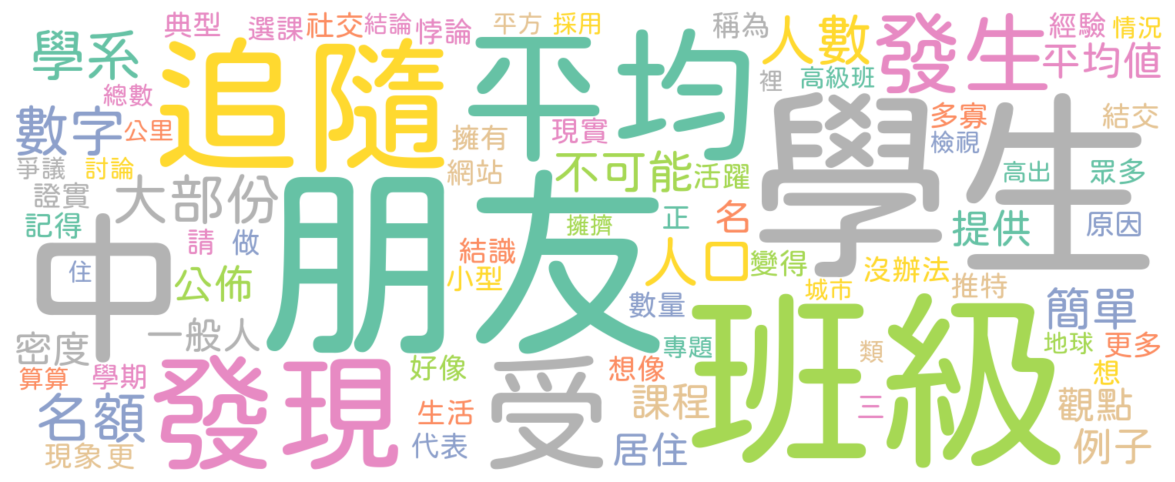 典型 選課 社交 結論 悖論 平方 採用 稱為 人數 發生 經驗 情況
學系 追隨 平均 裡 高級班 平均值
總數
數字 公里 擁有 現實 學生 多寡 結交
爭議 討論 網站 不可能 活躍 檢視 高出 眾多
證實 大部份 朋友 正 名
記得 中 請 做 結識 擁擠 人口 提供 原因
住 公佈 小型 變得 沒辦法
密度 一般人 數量 城市 推特 簡單
班級 地球 更多
算算 學期 發現 好像 受 專題 想像 類 想
名額 生活 課程 三 觀點
現象 更 代表 居住 例子